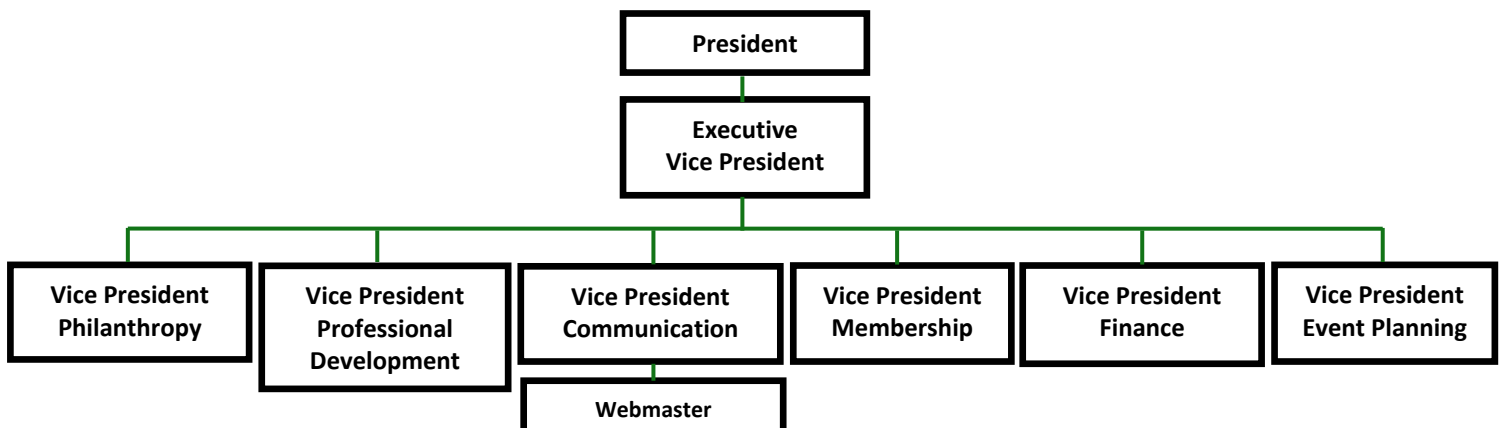 President
Executive
Vice President
Vice President
Philanthropy
Vice President
Professional
Development
Vice President
Communication
Vice President
Membership
Vice President
Finance
Vice President
Event Planning
Webmaster